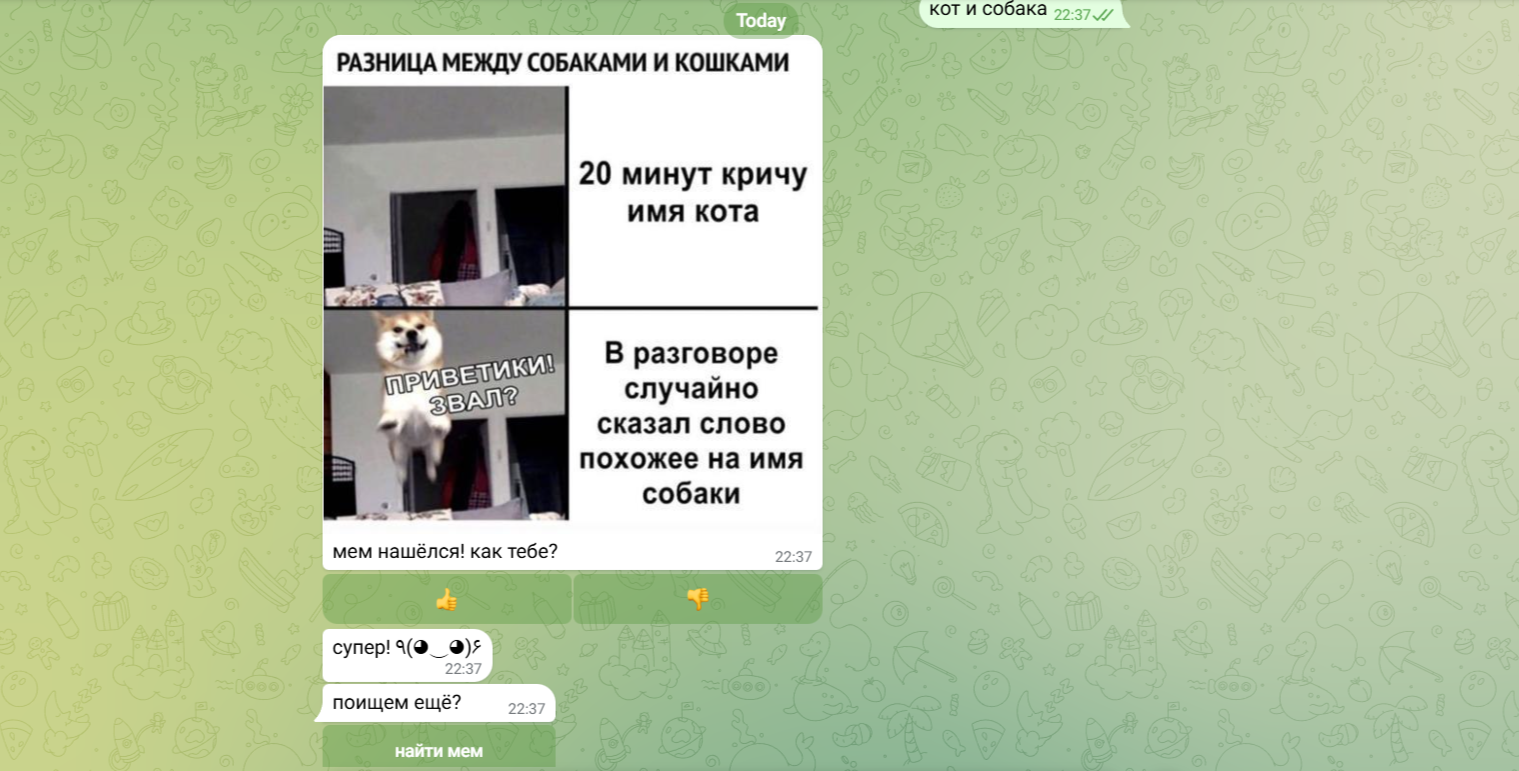 кот и собака 22:37
Today
РАЗНИЦА МЕЖДУ СОБАКАМИ И КОШКАМИ
20 минут кричу
имя кота
ПРИВЕТИКИ!
ЗВАЛ?
В разговоре
случайно
сказал слово
похожее на имя
собаки
мем нашёлся! как тебе?
22:37
супер! ٩(◕‿◕)۶
22:37
поищем ещё? 22:37
найти мем